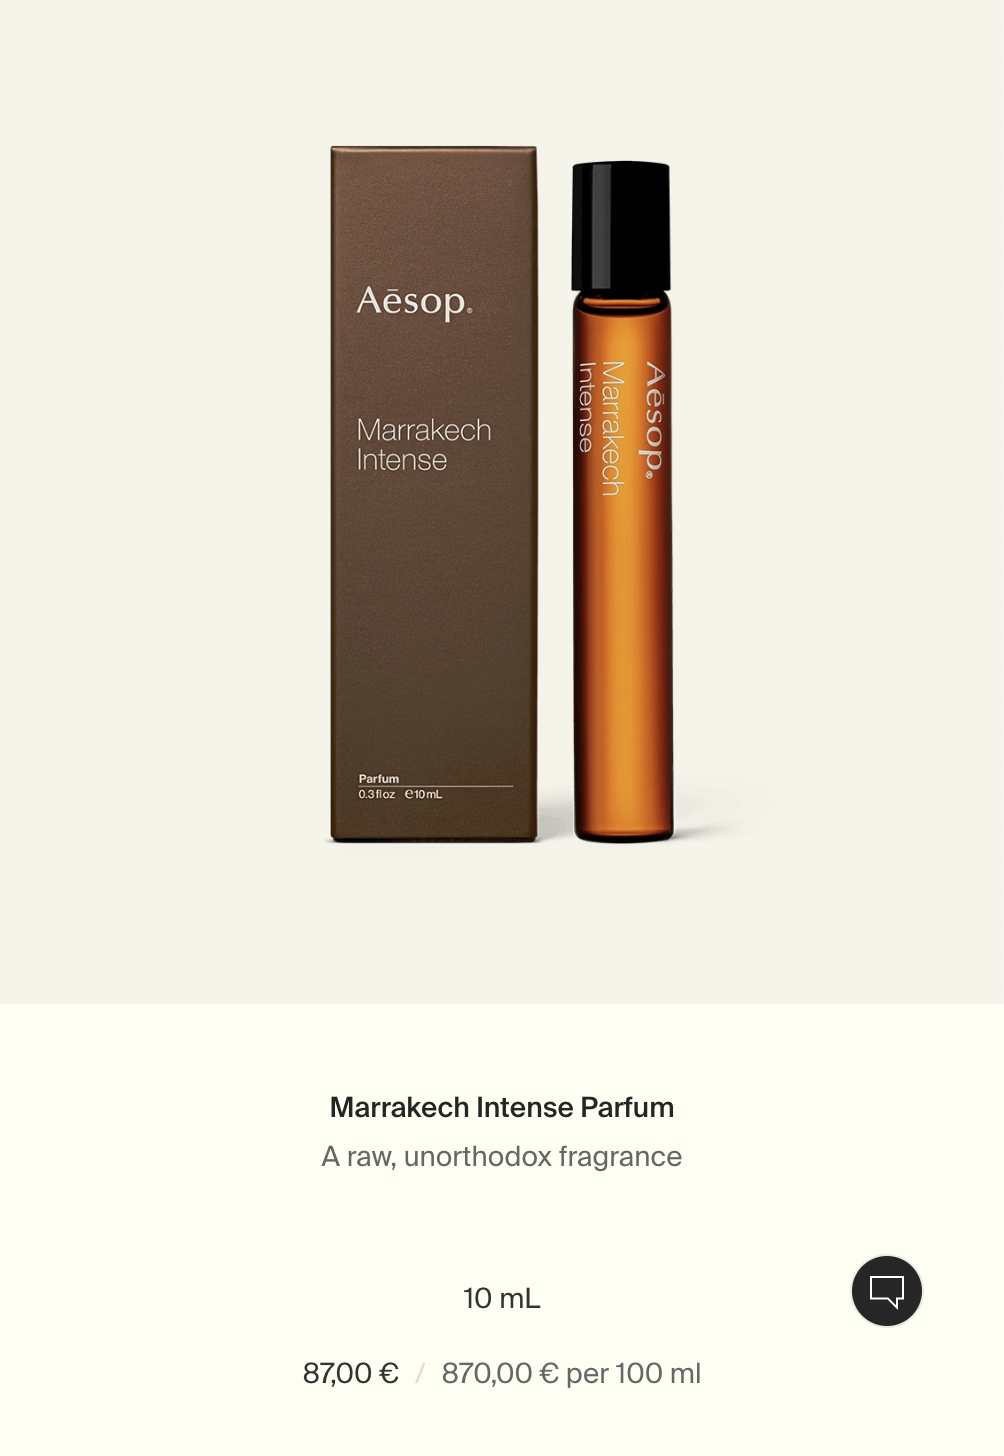 Aēsop®
Marrakech
Intense
Parfum
0.3 fl oz ℮10 mL
Aēsop®
Marrakech
Intense
Marrakech Intense Parfum
A raw, unorthodox fragrance
10 mL
87,00 € / 870,00 € per 100 ml